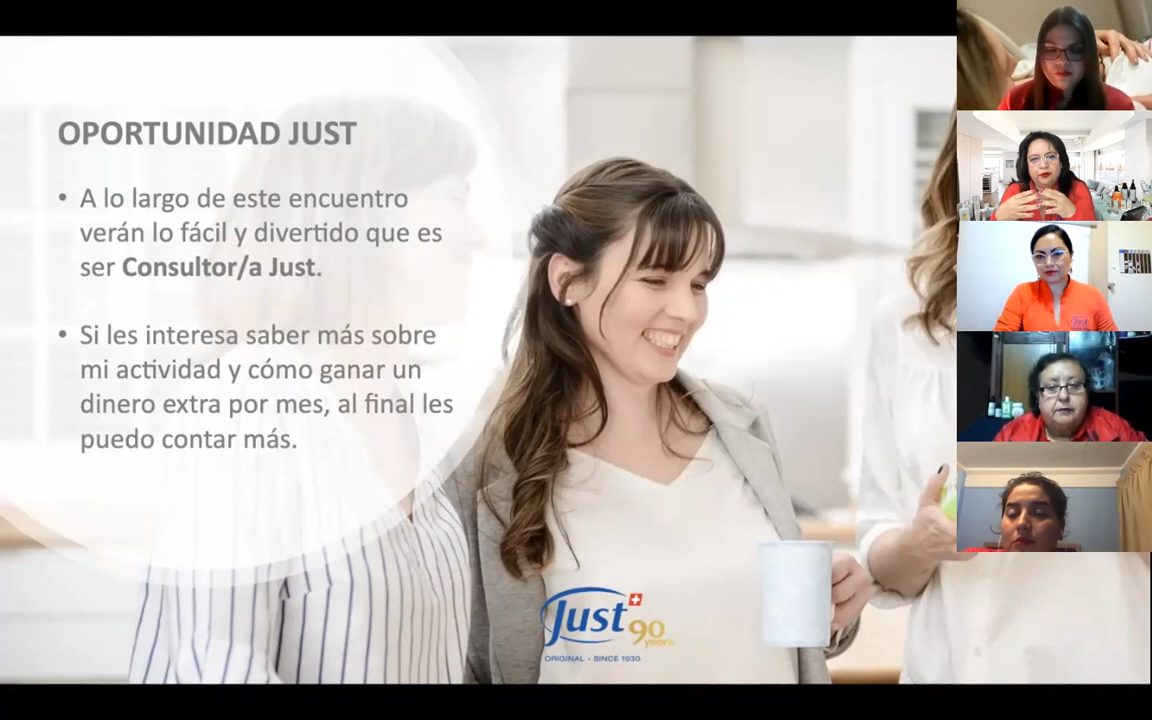 OPORTUNIDAD JUST
• A lo largo de este encuentro
verán lo fácil y divertido que es
ser Consultor/a Just.
• Si les interesa saber más sobre
mi actividad y cómo ganar un
dinero extra por mes, al final les
puedo contar más.
Just
90
years
ORIGINAL - SINCE 1930
Just